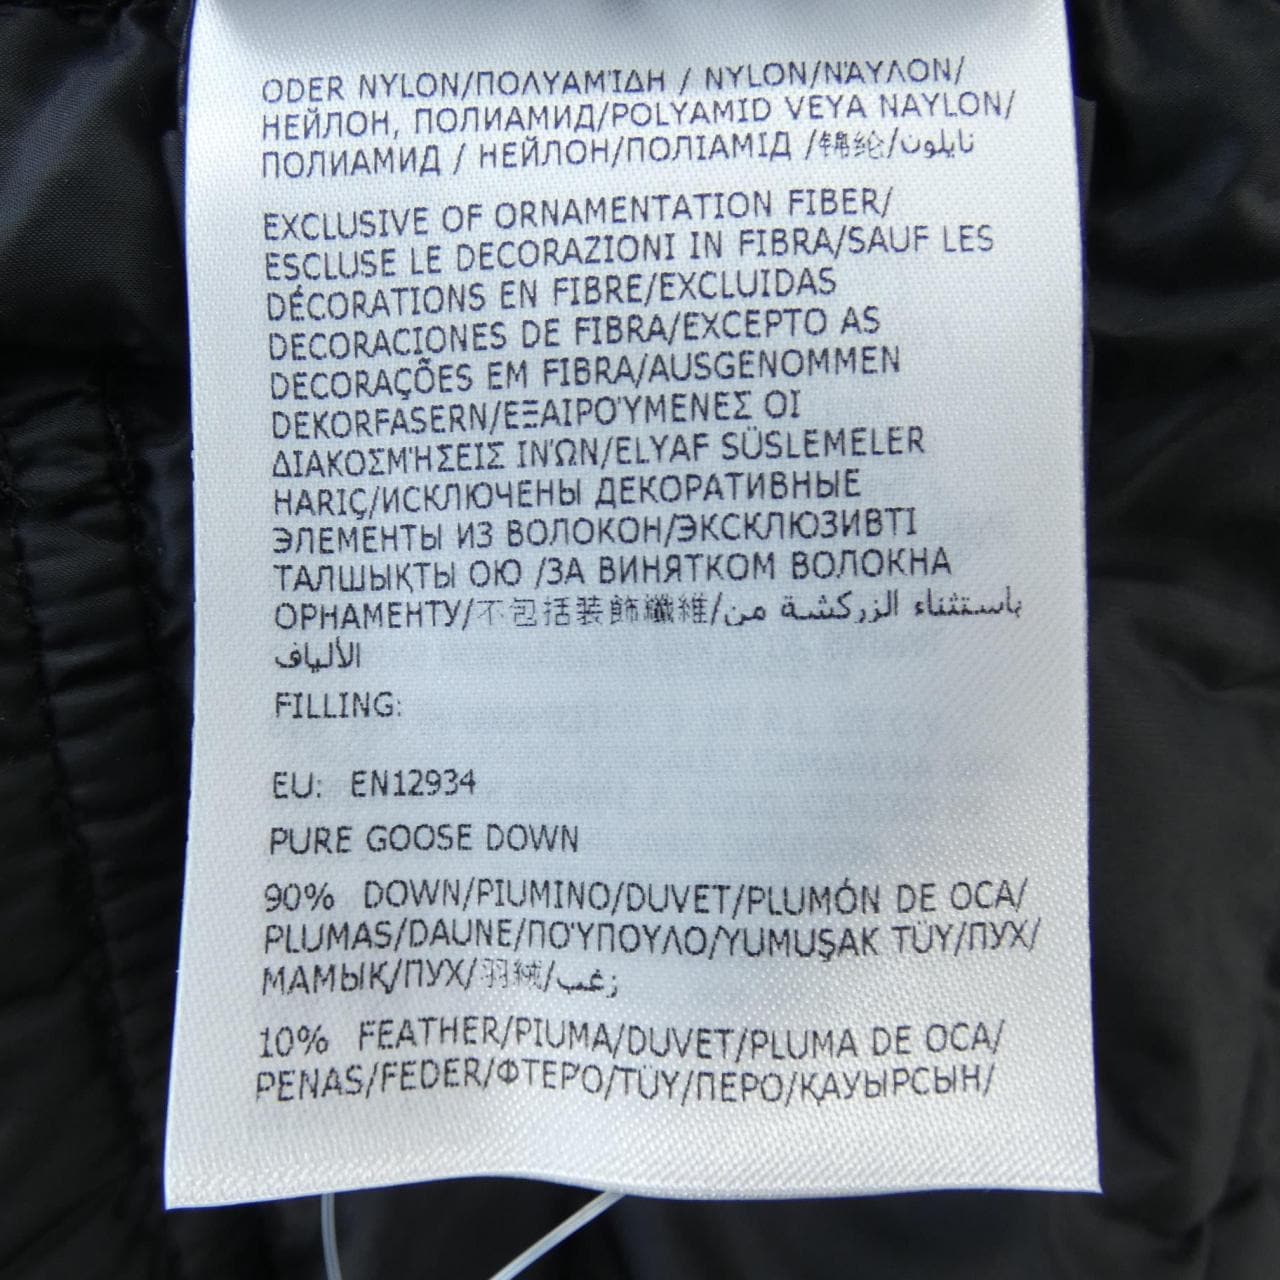 ODER NYLON/ΠΟΛΥΑΜΊΔΗ / NYLON/ΝΆΥΛΟΝ/
НЕЙЛОН, ПОЛИАМИД/POLYAMID VEYA NAYLON/
ПОЛИАМИД / НЕЙЛОН/ПОЛІАМІД /锦纶/نايلون
EXCLUSIVE OF ORNAMENTATION FIBER/
ESCLUSE LE DECORAZIONI IN FIBRA/SAUF LES
DÉCORATIONS EN FIBRE/EXCLUIDAS
DECORACIONES DE FIBRA/EXCEPTO AS
DECORAÇÕES EM FIBRA/AUSGENOMMEN
DEKORFASERN/ΕΞΑΙΡΟΎΜΕΝΕΣ ΟΙ
ΔΙΑΚΟΣΜΉΣΕΙΣ ΙΝΏΝ/ELYAF SÜSLEMELER
HARIÇ/ИСКЛЮЧЕНЫ ДЕКОРАТИВНЫЕ
ЭЛЕМЕНТЫ ИЗ ВОЛОКОН/ЭКСКЛЮЗИВТІ
ТАЛШЫҚТЫ ОЮ /ЗА ВИНЯТКОМ ВОЛОКНА
ОРНАМЕНТУ/不包括装飾纖維/باستثناء الزركشة من
الألياف
FILLING:
EU: EN12934
PURE GOOSE DOWN
90% DOWN/PIUMINO/DUVET/PLUMÓN DE OCA/
PLUMAS/DAUNE/ΠΟΎΠΟΥΛΟ/YUMUŞAK TÜY/ПУХ/
МАМЫҚ/ПУХ/羽絨/زغب
10% FEATHER/PIUMA/DUVET/PLUMA DE OCA/
PENAS/FEDER/ΦΤΕΡΟ/TÜY/ПЕРО/ҚАУЫРСЫН/